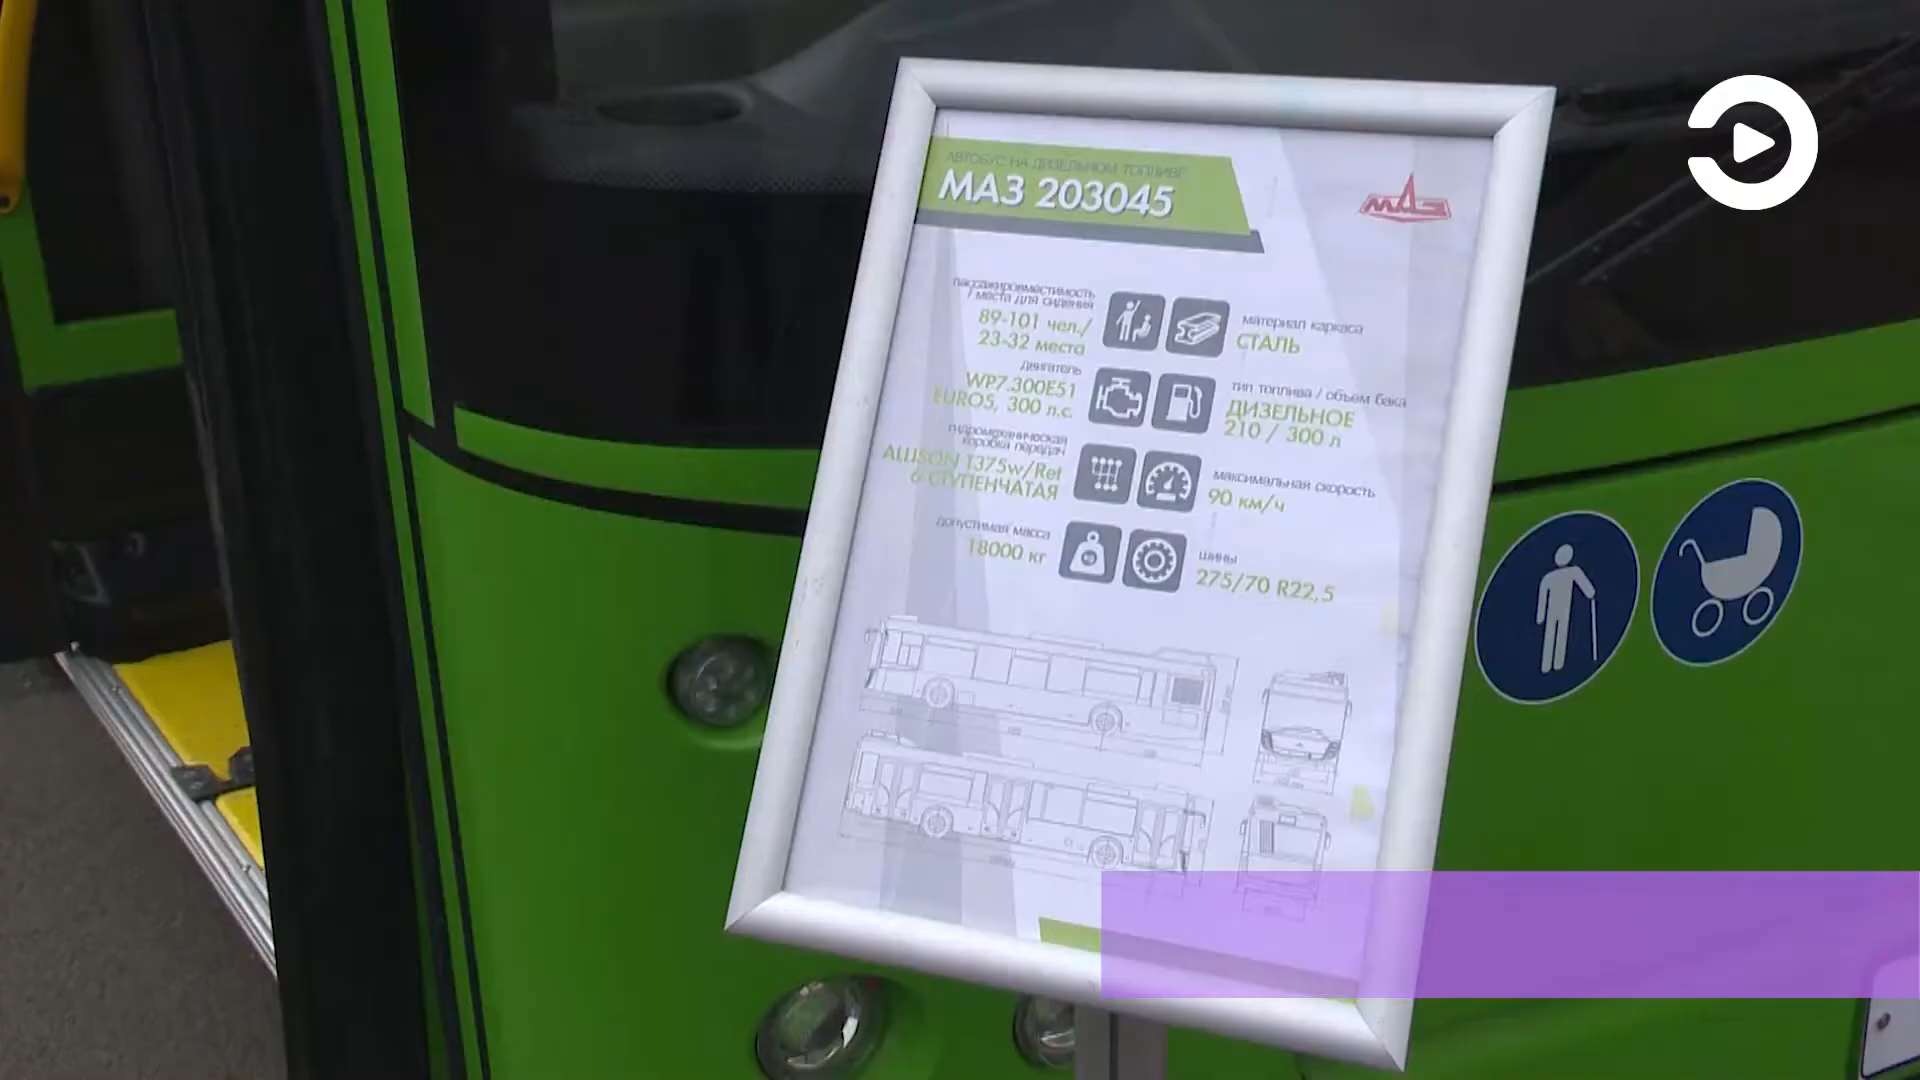 АВТОБУС НА ДИЗЕЛЬНОМ ТОПЛИВЕ
МАЗ 203045
МАЗ
пассажировместимость
/ места для сидения
89-101 чел./
23-32 места
материал каркаса
СТАЛЬ
двигатель
WP7.300E51
EURO5, 300 л.с.
тип топлива / объем бака
ДИЗЕЛЬНОЕ
210 / 300 л
гидромеханическая
коробка передач
ALLISON T375w/Ret
6 СТУПЕНЧАТАЯ
максимальная скорость
90 км/ч
допустимая масса
18000 кг
шины
275/70 R22,5